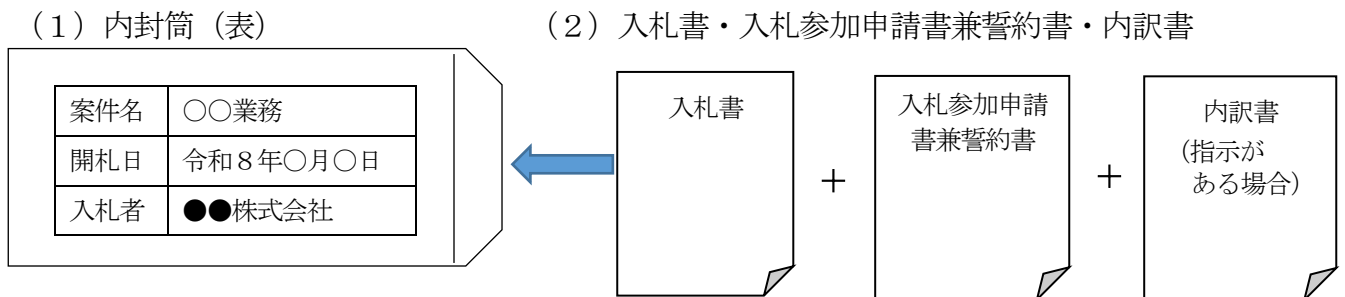 (1)内封筒(表)
(2)入札書・入札参加申請書兼誓約書・内訳書
案件名 ○○業務
開札日 令和8年○月○日
入札者 ●●株式会社
入札書
+
入札参加申請
書兼誓約書
+
内訳書
(指示が
ある場合)